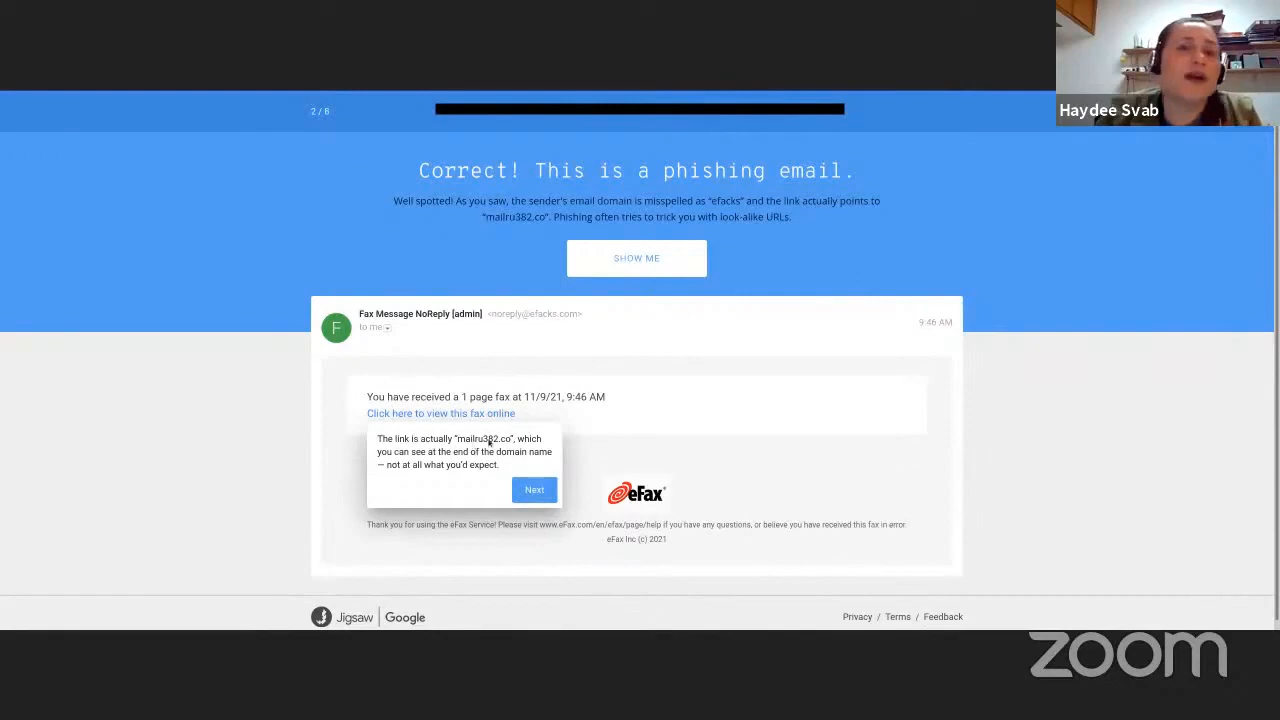 Haydee Svab
2 / 8
Correct! This is a phishing email.
Well spotted! As you saw, the sender's email domain is misspelled as “efacks” and the link actually points to
“mailru382.co”. Phishing often tries to trick you with look-alike URLs.
SHOW ME
F
Fax Message NoReply [admin] <noreply@efacks.com>
to me
9:46 AM
You have received a 1 page fax at 11/9/21, 9:46 AM
Click here to view this fax online
The link is actually “mailru382.co”, which
you can see at the end of the domain name
— not at all what you'd expect.
Next
eFax®
Thank you for using the eFax Service! Please visit www.eFax.com/en/efax/page/help if you have any questions, or believe you have received this fax in error.
eFax Inc (c) 2021
Jigsaw | Google
Privacy / Terms / Feedback
zoom